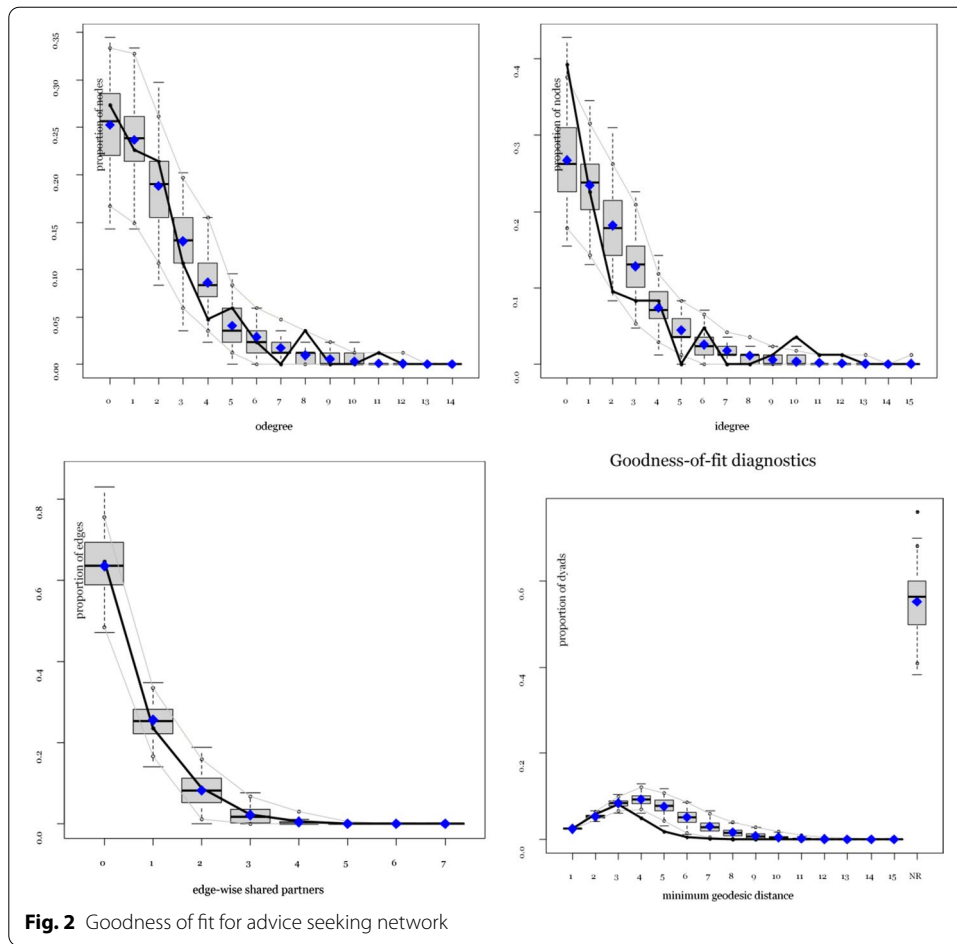 proportion of nodes
0.35
0.30
0.25
0.20
0.15
0.10
0.05
0.00
0 1 2 3 4 5 6 7 8 9 10 11 12 13 14
odegree
proportion of nodes
0.4
0.3
0.2
0.1
0.0
0 1 2 3 4 5 6 7 8 9 10 11 12 13 14 15
idegree
Goodness-of-fit diagnostics
proportion of edges
0.8
0.6
0.4
0.2
0.0
0 1 2 3 4 5 6 7
edge-wise shared partners
proportion of dyads
0.6
0.4
0.2
0.0
1 2 3 4 5 6 7 8 9 10 11 12 13 14 15 NR
minimum geodesic distance
Fig. 2 Goodness of fit for advice seeking network